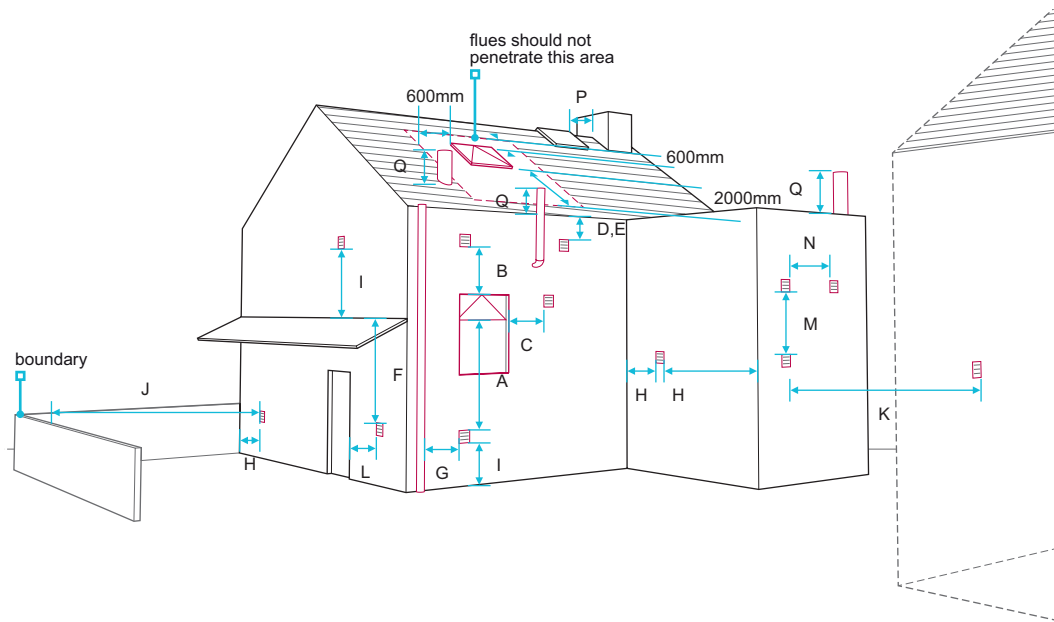 flues should not
penetrate this area
600mm
P
600mm
Q
Q
2000mm
Q
D,E
N
B
I
C
M
boundary
J
F
A
H
H
K
H
L
G
I